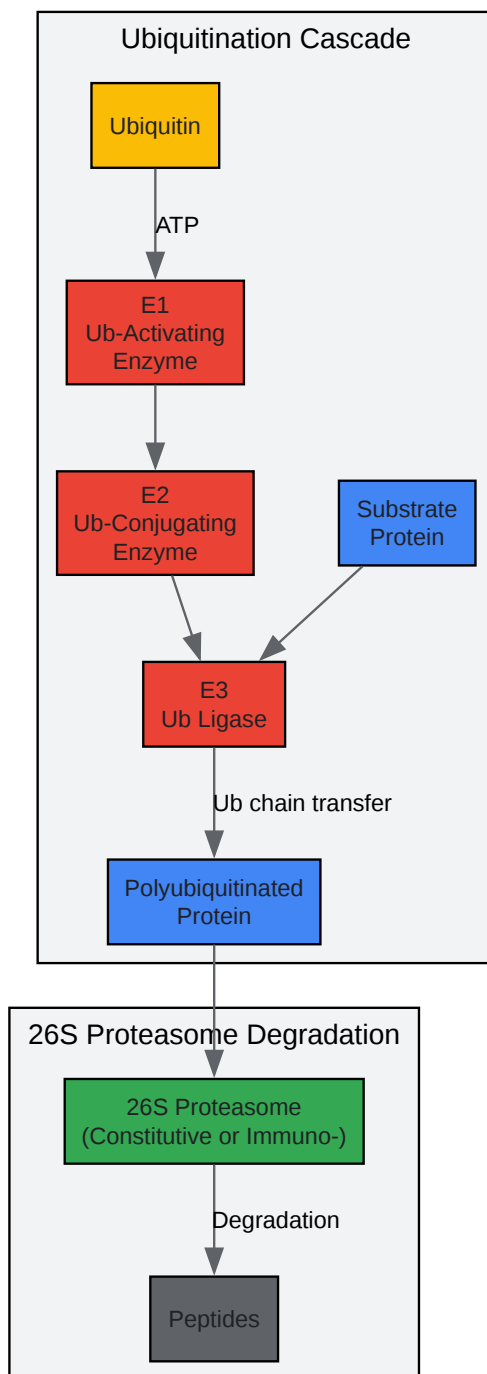 Ubiquitination Cascade
Ubiquitin
ATP
E1
Ub-Activating
Enzyme
E2
Ub-Conjugating
Enzyme
Substrate
Protein
E3
Ub Ligase
Ub chain transfer
Polyubiquitinated
Protein
26S Proteasome Degradation
26S Proteasome
(Constitutive or Immuno-)
Degradation
Peptides